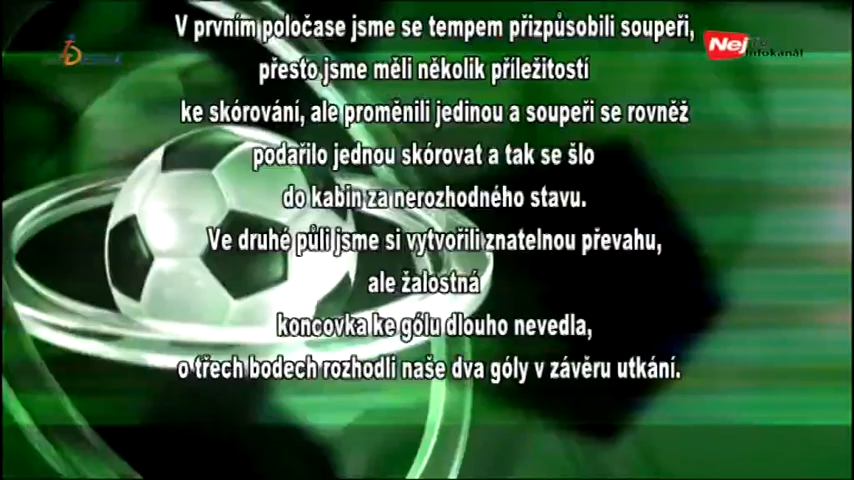 V prvním poločase jsme se tempem přizpůsobili soupeři,
přesto jsme měli několik příležitostí
ke skórování, ale proměnili jedinou a soupeři se rovněž
podařilo jednou skórovat a tak se šlo
do kabin za nerozhodného stavu.
Ve druhé půli jsme si vytvořili znatelnou převahu,
ale žalostná
koncovka ke gólu dlouho nevedla,
o třech bodech rozhodli naše dva góly v závěru utkání.
Nej TV
Infokanál